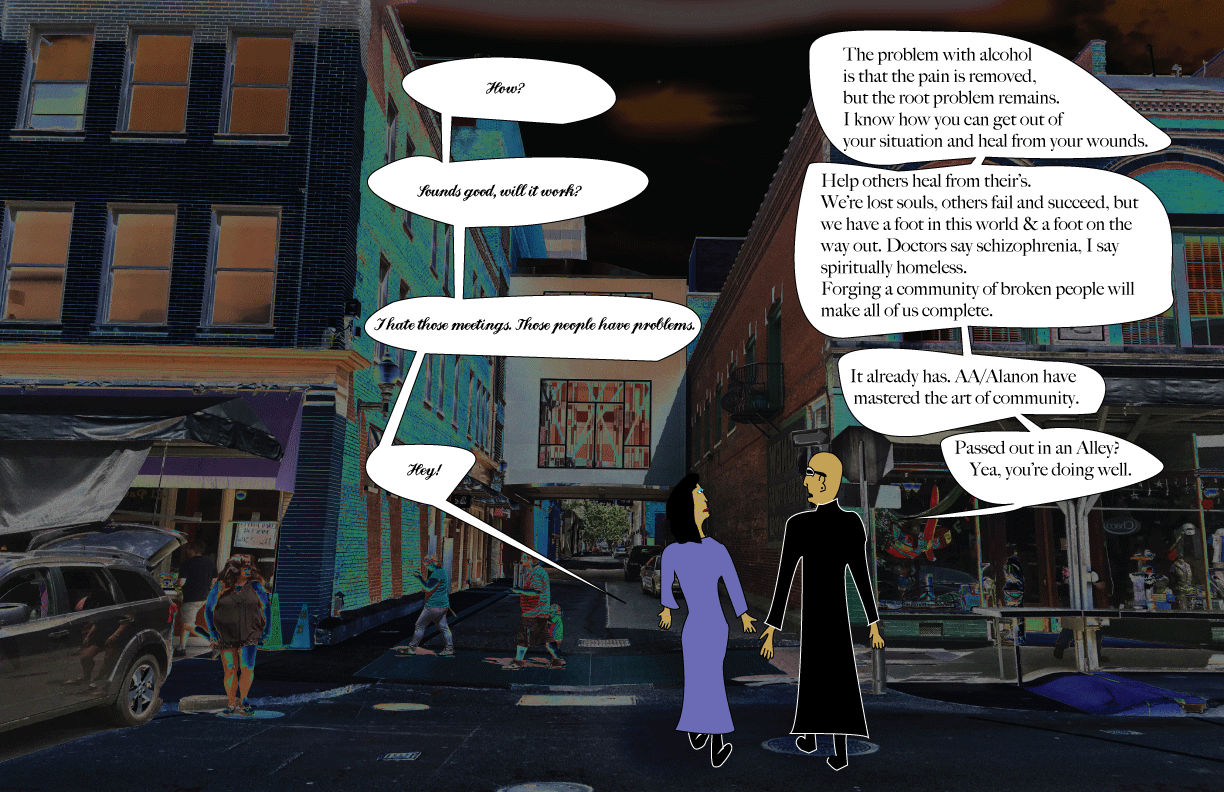 The problem with alcohol
is that the pain is removed,
but the root problem remains.
I know how you can get out of
your situation and heal from your wounds.
How?
Help others heal from their's.
We're lost souls, others fail and succeed, but
we have a foot in this world & a foot on the
way out. Doctors say schizophrenia, I say
spiritually homeless.
Forging a community of broken people will
make all of us complete.
Sounds good, will it work?
It already has. AA/Alanon have
mastered the art of community.
I hate those meetings. Those people have problems.
Passed out in an Alley?
Yea, you're doing well.
Hey!